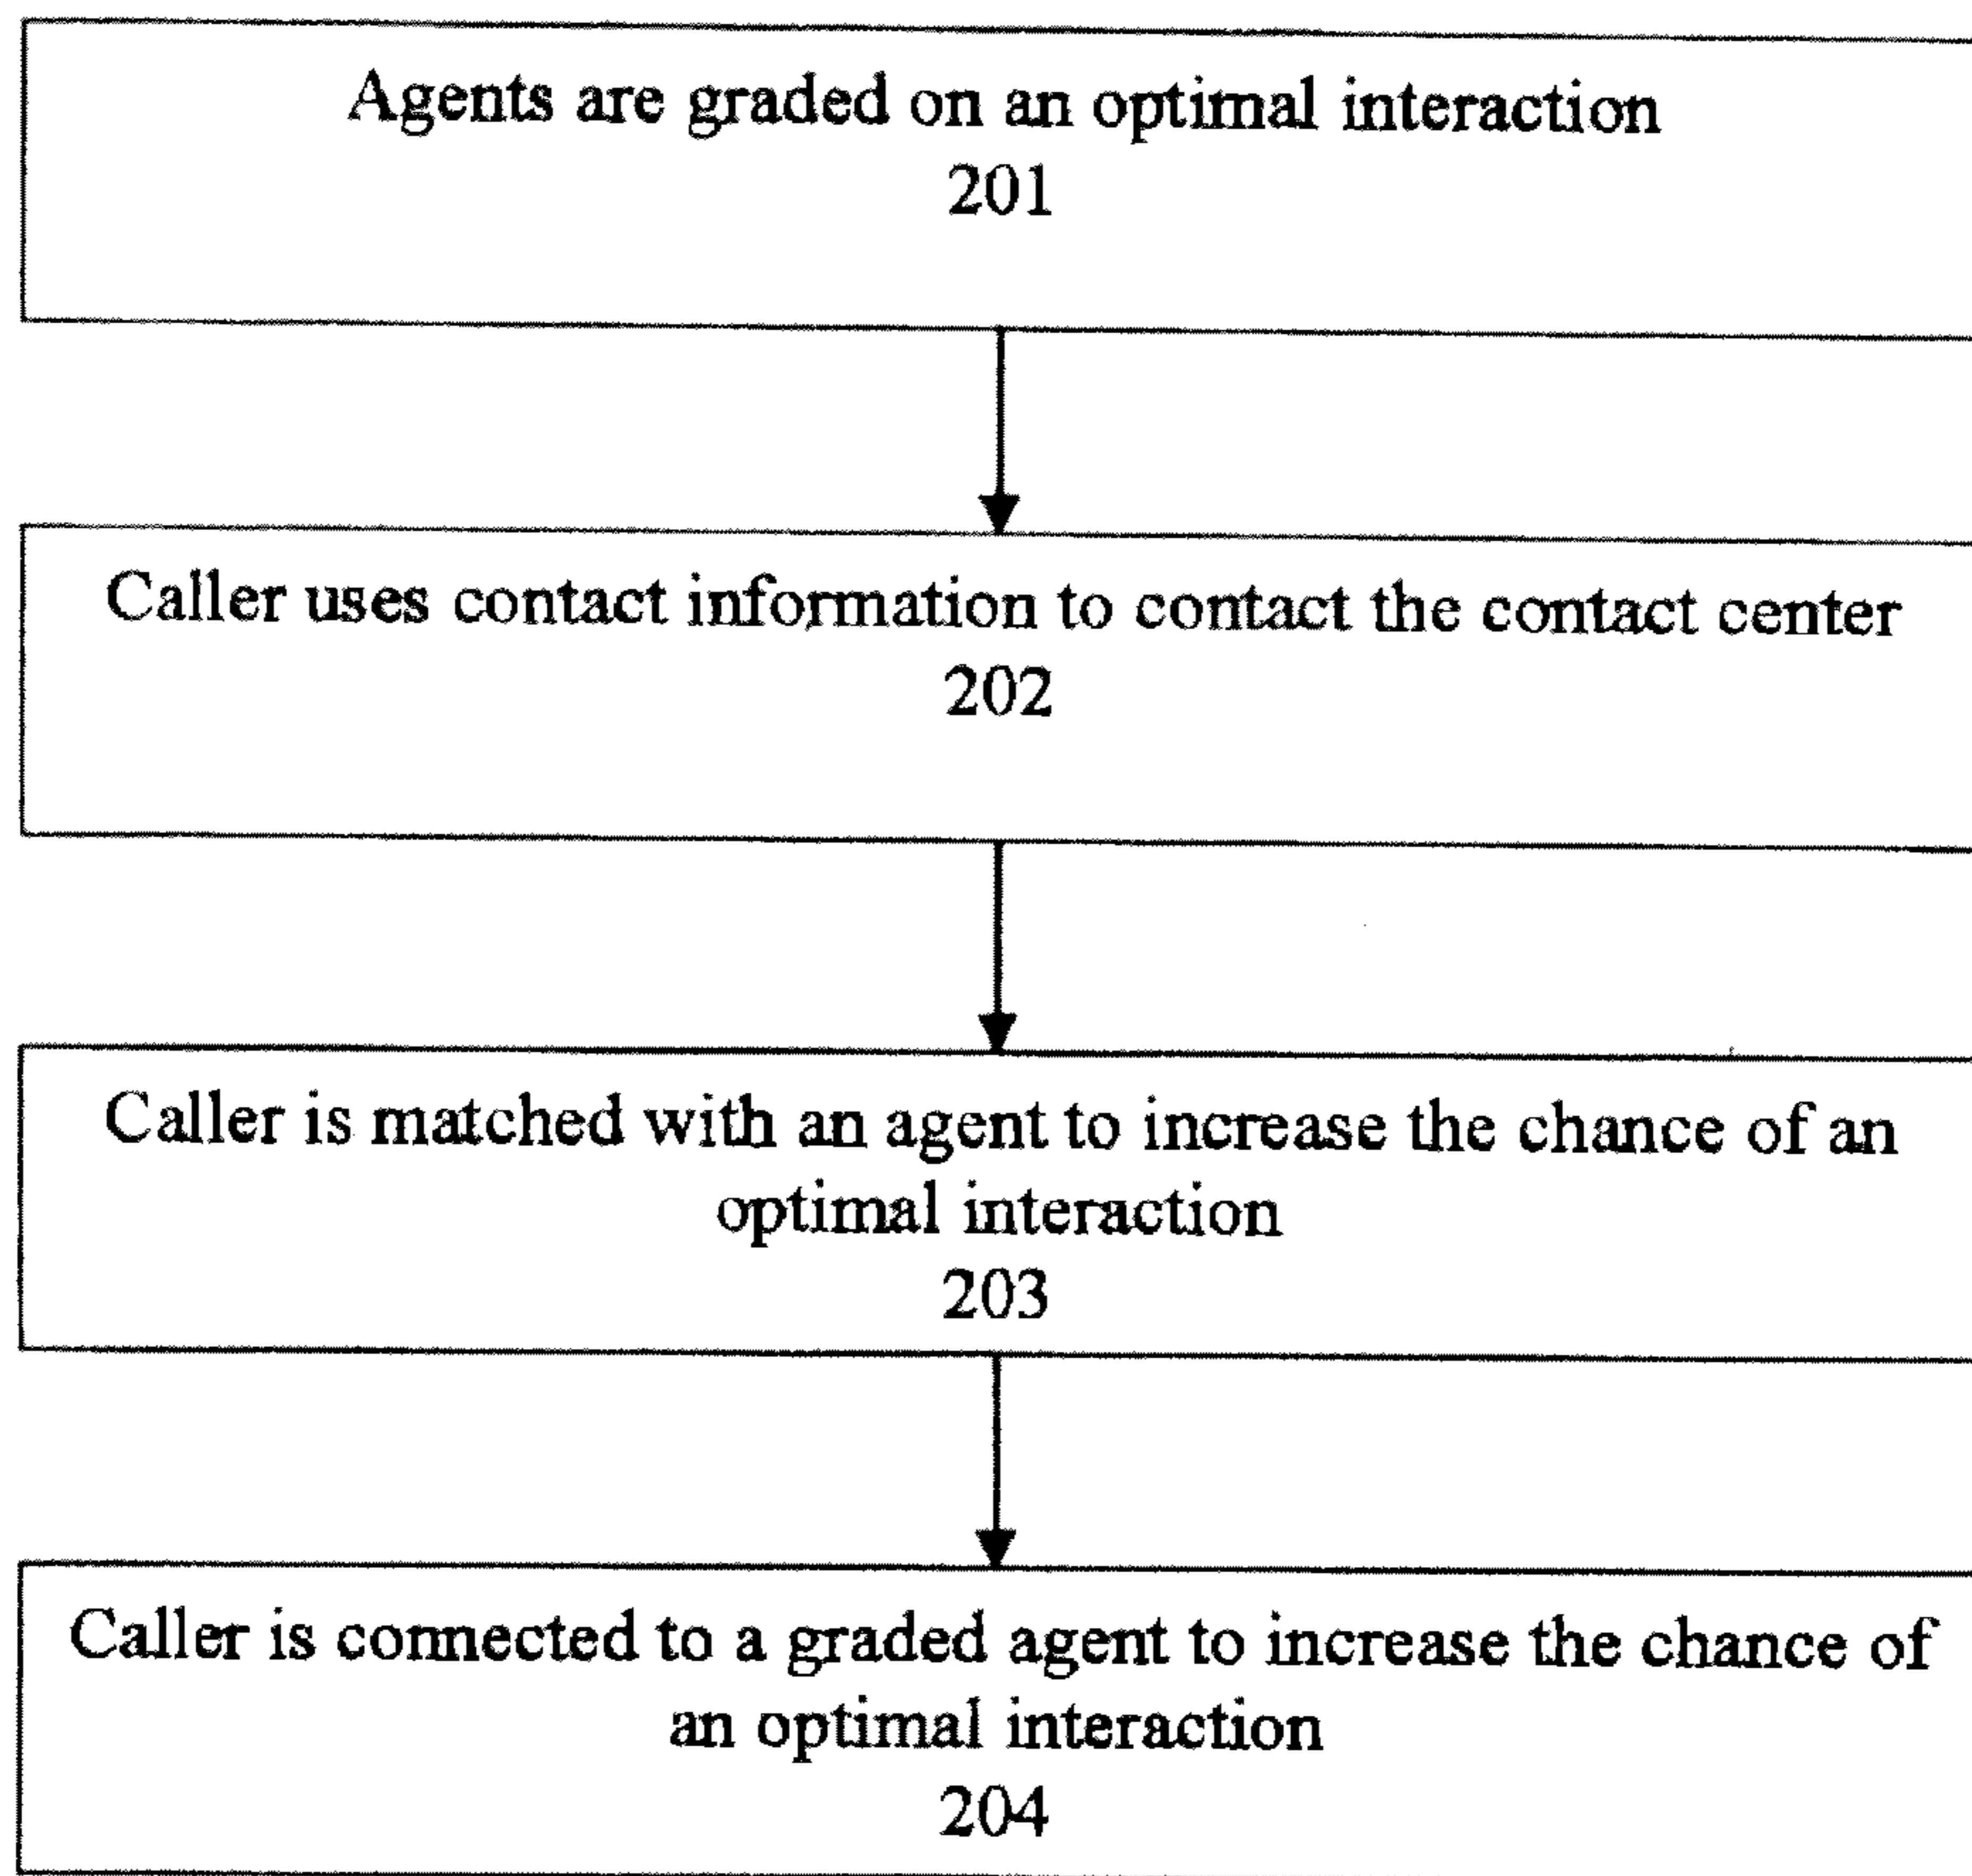 Agents are graded on an optimal interaction
201
Caller uses contact information to contact the contact center
202
Caller is matched with an agent to increase the chance of an
optimal interaction
203
Caller is connected to a graded agent to increase the chance of
an optimal interaction
204